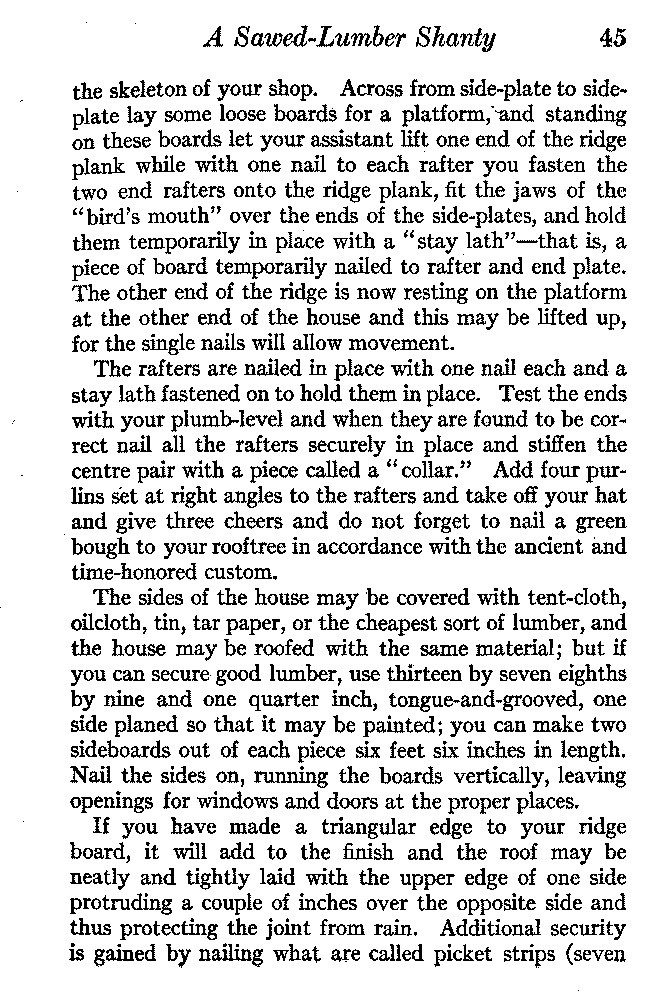 A Sawed-Lumber Shanty 45
the skeleton of your shop. Across from side-plate to side-
plate lay some loose boards for a platform, and standing
on these boards let your assistant lift one end of the ridge
plank while with one nail to each rafter you fasten the
two end rafters onto the ridge plank, fit the jaws of the
“bird’s mouth” over the ends of the side-plates, and hold
them temporarily in place with a “stay lath”—that is, a
piece of board temporarily nailed to rafter and end plate.
The other end of the ridge is now resting on the platform
at the other end of the house and this may be lifted up,
for the single nails will allow movement.
The rafters are nailed in place with one nail each and a
stay lath fastened on to hold them in place. Test the ends
with your plumb-level and when they are found to be cor-
rect nail all the rafters securely in place and stiffen the
centre pair with a piece called a “collar.” Add four pur-
lins set at right angles to the rafters and take off your hat
and give three cheers and do not forget to nail a green
bough to your rooftree in accordance with the ancient and
time-honored custom.
The sides of the house may be covered with tent-cloth,
oilcloth, tin, tar paper, or the cheapest sort of lumber, and
the house may be roofed with the same material; but if
you can secure good lumber, use thirteen by seven eighths
by nine and one quarter inch, tongue-and-grooved, one
side planed so that it may be painted; you can make two
sideboards out of each piece six feet six inches in length.
Nail the sides on, running the boards vertically, leaving
openings for windows and doors at the proper places.
If you have made a triangular edge to your ridge
board, it will add to the finish and the roof may be
neatly and tightly laid with the upper edge of one side
protruding a couple of inches over the opposite side and
thus protecting the joint from rain. Additional security
is gained by nailing what are called picket strips (seven